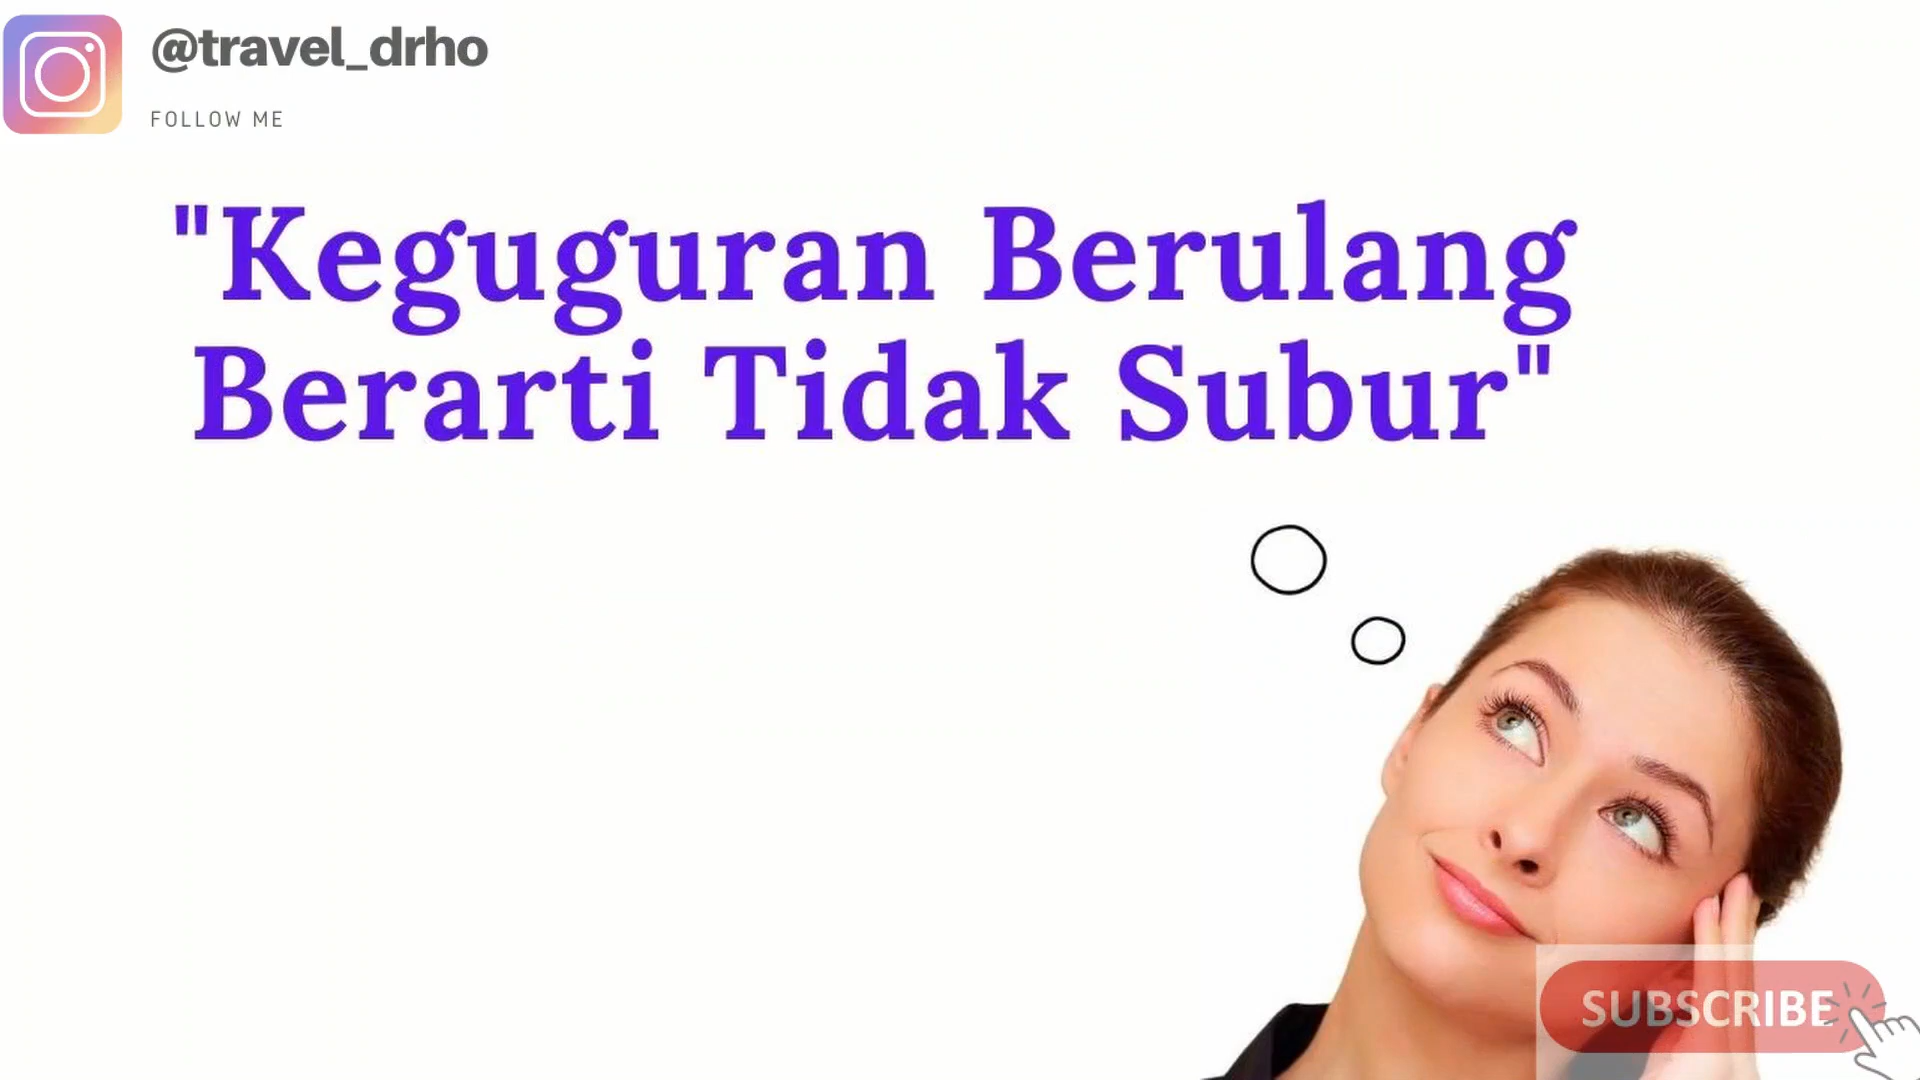 @travel_drho
FOLLOW ME
"Keguguran Berulang
Berarti Tidak Subur"
SUBSCRIBE